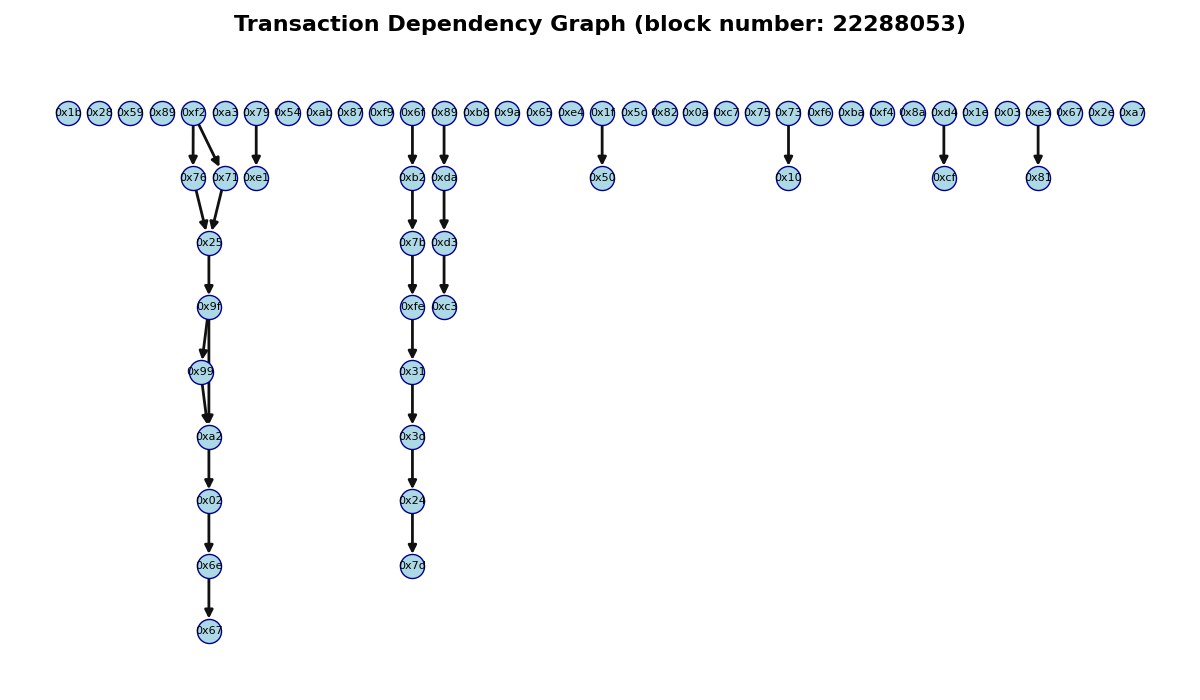 Transaction Dependency Graph (block number: 22288053)
0x1b 0x28 0x59 0x89 0xf2 0xa3 0x79 0x54 0xab 0x87 0xf9 0x6f 0x89 0xb8 0x9a 0x65 0xe4 0x1f 0x5c 0x82 0x0a 0xc7 0x75 0x73 0xf6 0xba 0xf4 0x8a 0xd4 0x1e 0x03 0xe3 0x67 0x2e 0xa7
0x76 0x71 0xe1 0xb2 0xda 0x50 0x10 0xcf 0x81
0x25 0x7b 0xd3
0x9f 0xfe 0xc3
0x99 0x31
0xa2 0x3d
0x02 0x24
0x6e 0x7d
0x67